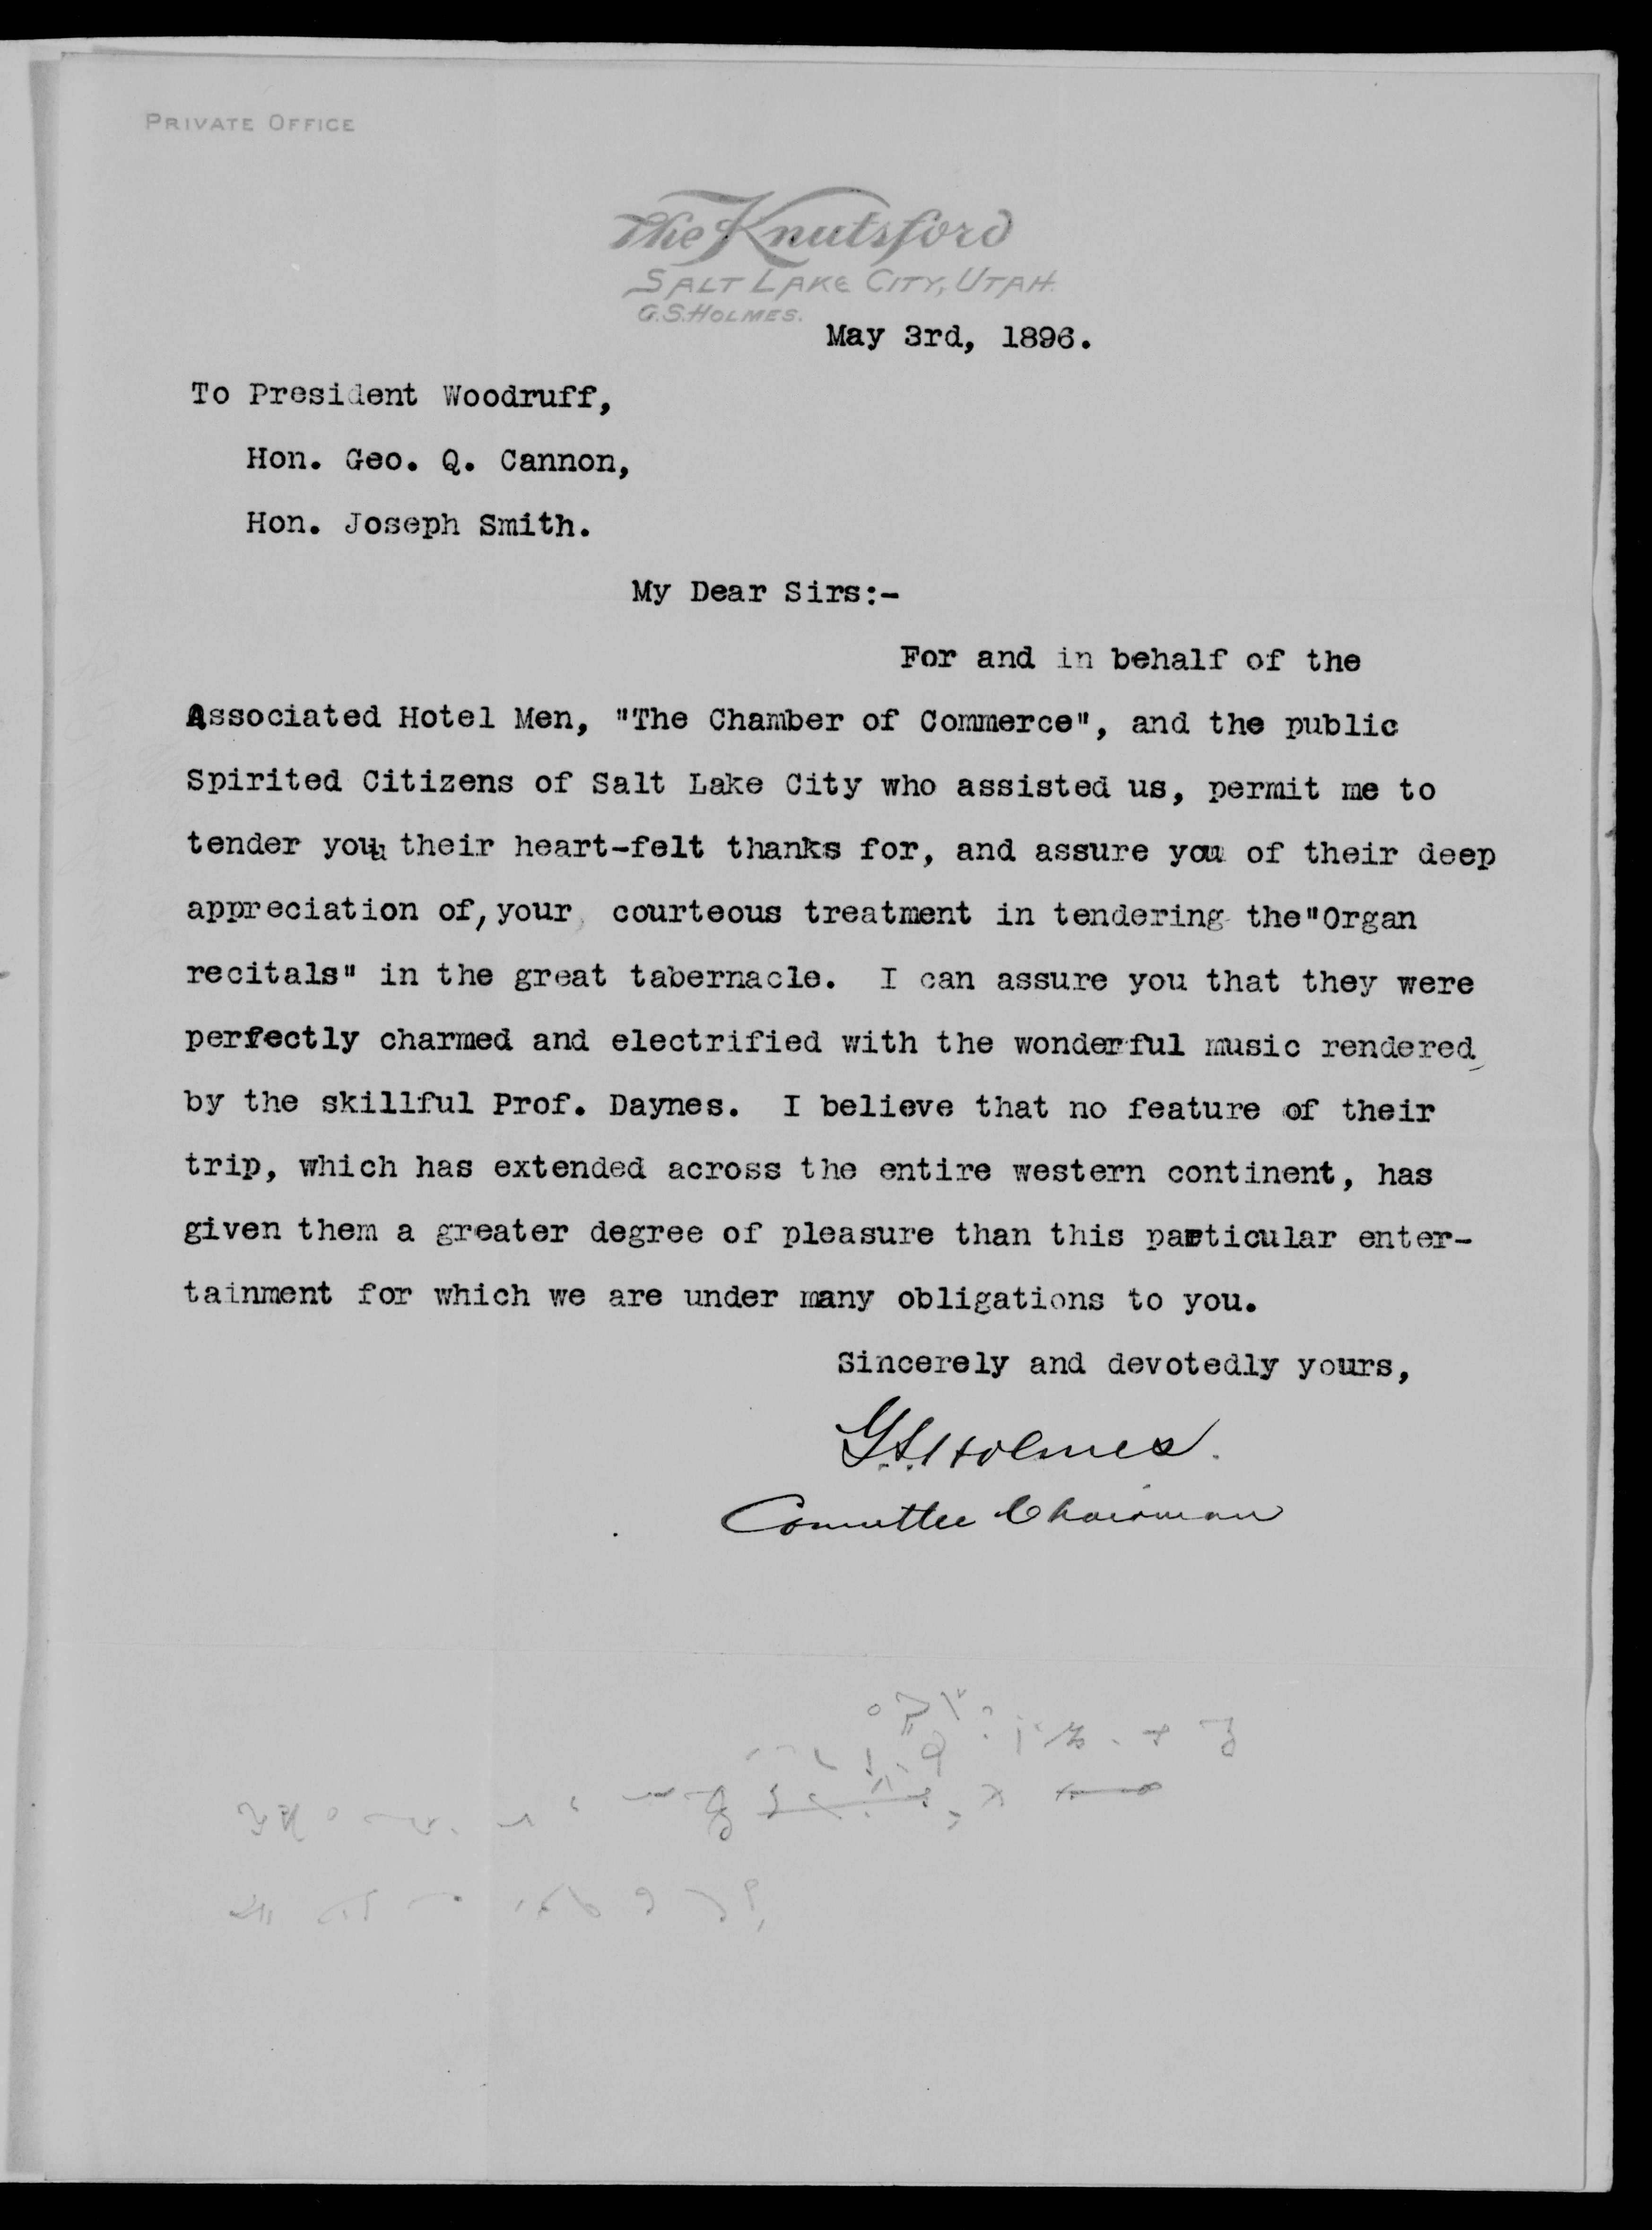 PRIVATE OFFICE
The Knutsford
SALT LAKE CITY, UTAH.
G.S. HOLMES.
May 3rd, 1896.
To President Woodruff,
Hon. Geo. Q. Cannon,
Hon. Joseph Smith.
My Dear Sirs:-
For and in behalf of the
Associated Hotel Men, "The Chamber of Commerce", and the public
Spirited Citizens of Salt Lake City who assisted us, permit me to
tender you their heart-felt thanks for, and assure you of their deep
appreciation of, your courteous treatment in tendering the "Organ
recitals" in the great tabernacle. I can assure you that they were
perfectly charmed and electrified with the wonderful music rendered
by the skillful Prof. Daynes. I believe that no feature of their
trip, which has extended across the entire western continent, has
given them a greater degree of pleasure than this particular enter-
tainment for which we are under many obligations to you.
Sincerely and devotedly yours,
G.S. Holmes.
Committee Chairman